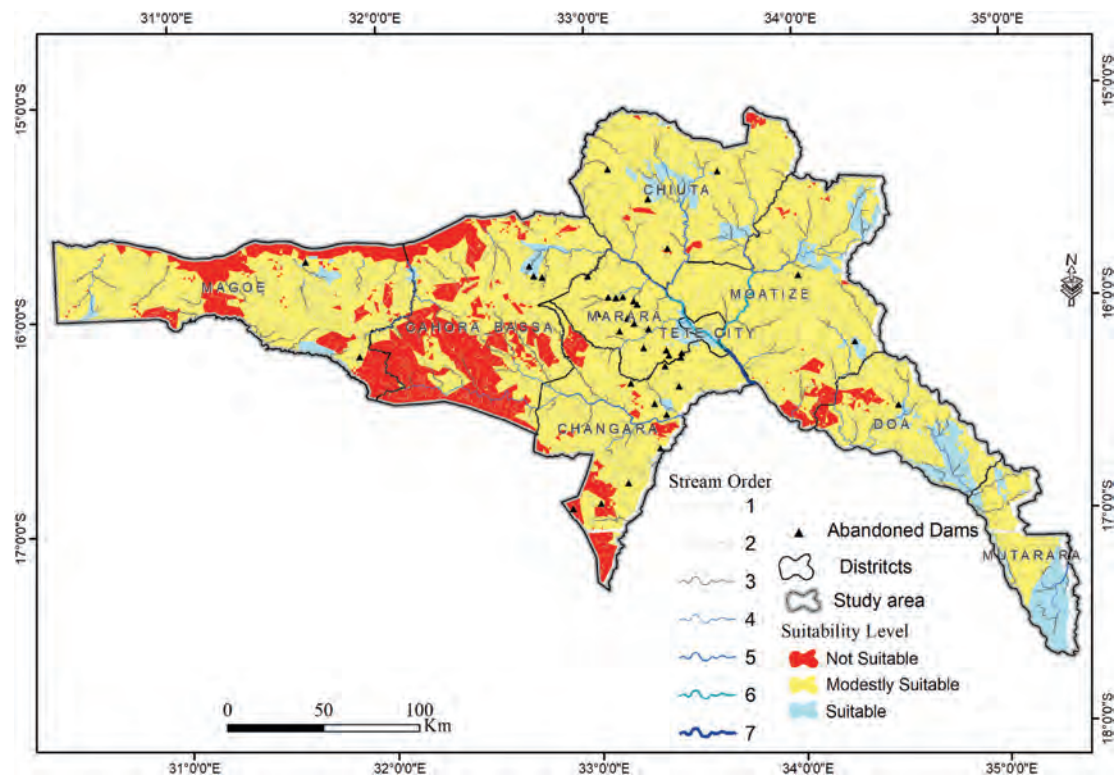 31°0'0"E 32°0'0"E 33°0'0"E 34°0'0"E 35°0'0"E
15°0'0"S 15°0'0"S
CHIUTA
N
MAGOE
MOATIZE
16°0'0"S 16°0'0"S
CAHORA BASSA
MARARA
TETE CITY
CHANGARA
DOA
Stream Order
1
2
3
4
5
6
7
Abandoned Dams
Distritcts
Study area
Suitability Level
Not Suitable
Modestly Suitable
Suitable
17°0'0"S 17°0'0"S
MUTARARA
0 50 100
Km
18°0'0"S
31°0'0"E 32°0'0"E 33°0'0"E 34°0'0"E 35°0'0"E